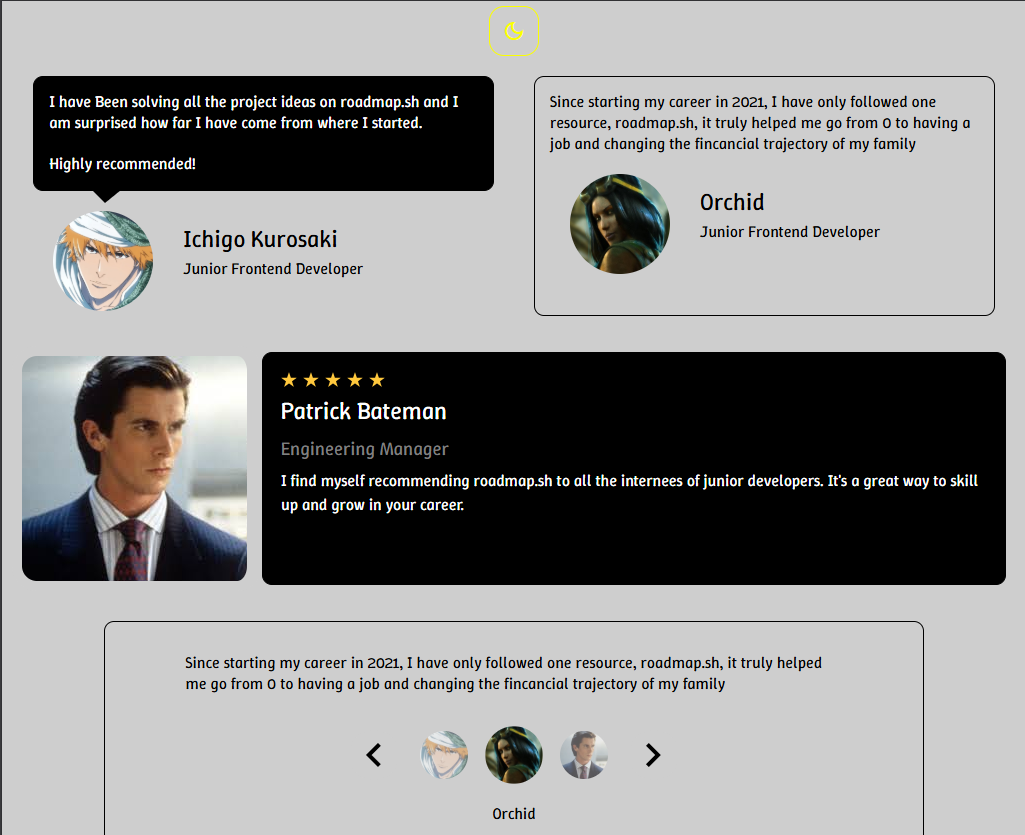 I have Been solving all the project ideas on roadmap.sh and I
am surprised how far I have come from where I started.
Highly recommended!
Ichigo Kurosaki
Junior Frontend Developer
Since starting my career in 2021, I have only followed one
resource, roadmap.sh, it truly helped me go from 0 to having a
job and changing the fincancial trajectory of my family
Orchid
Junior Frontend Developer
Patrick Bateman
Engineering Manager
I find myself recommending roadmap.sh to all the internees of junior developers. It's a great way to skill
up and grow in your career.
Since starting my career in 2021, I have only followed one resource, roadmap.sh, it truly helped
me go from 0 to having a job and changing the fincancial trajectory of my family
Orchid